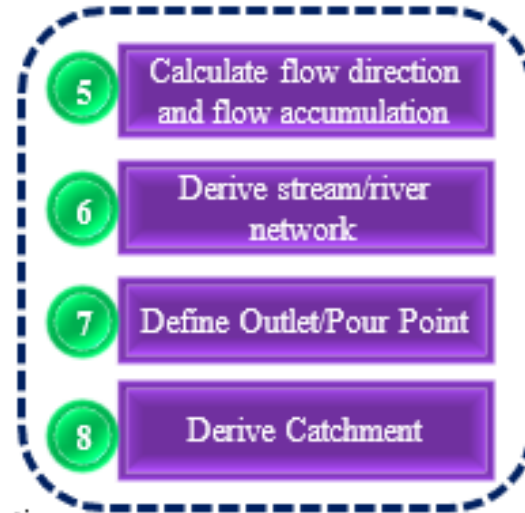 5
Calculate flow direction
and flow accumulation
6
Derive stream/river
network
7
Define Outlet/Pour Point
8
Derive Catchment